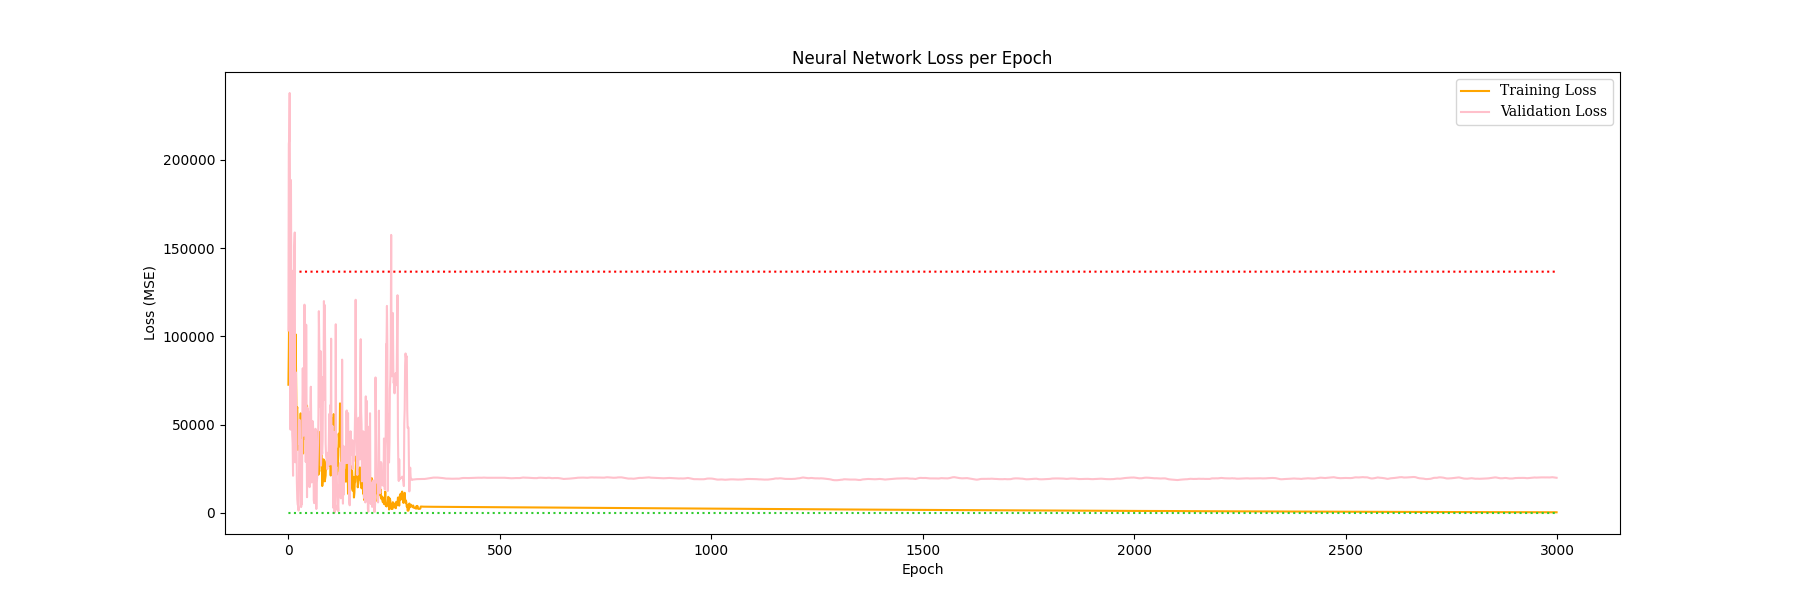 Neural Network Loss per Epoch
Training Loss
Validation Loss
Loss (MSE)
200000
150000
100000
50000
0
0
500
1000
1500
2000
2500
3000
Epoch